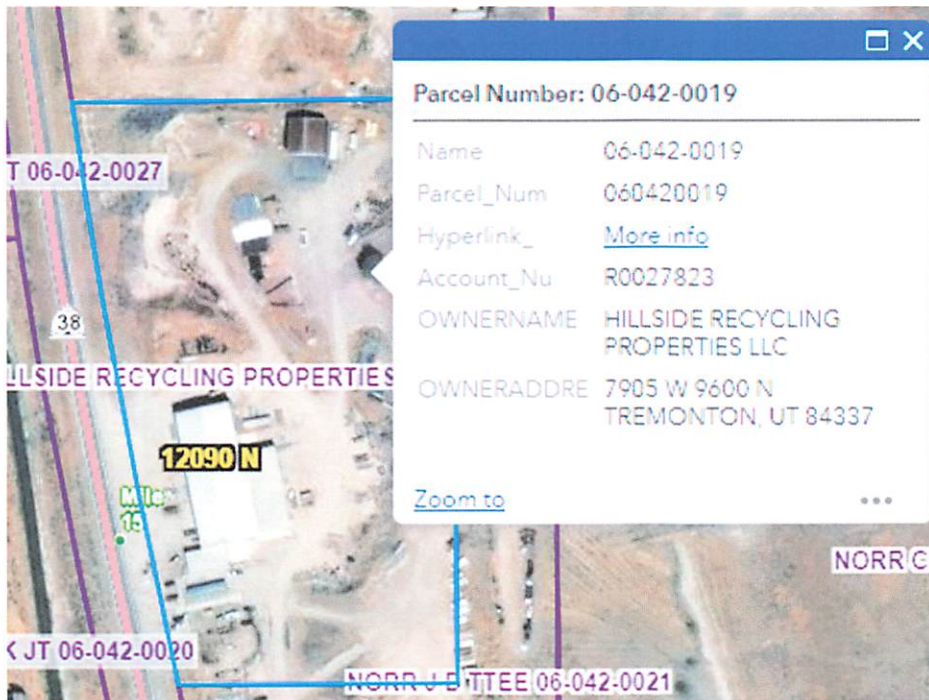 Parcel Number: 06-042-0019
Name 06-042-0019
Parcel_Num 060420019
Hyperlink_ More info
Account_Nu R0027823
OWNERNAME HILLSIDE RECYCLING
PROPERTIES LLC
OWNERADDRE 7905 W 9600 N
TREMONTON, UT 84337
Zoom to
T 06-042-0027
38
LLSIDE RECYCLING PROPERTIES
12090 N
Mile
15
NORR C
K JT 06-042-0020
NORR J D TTEE 06-042-0021